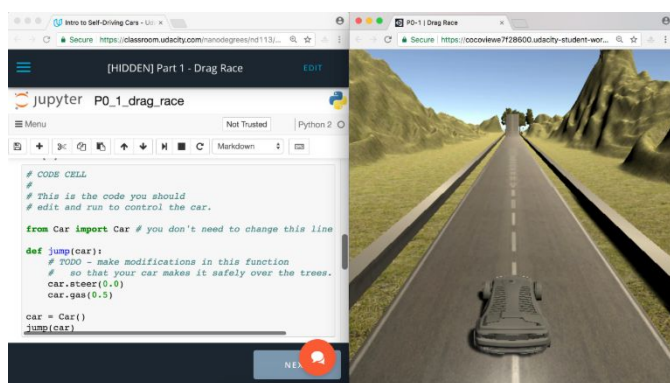 Intro to Self-Driving Cars - Ud
Secure https://classroom.udacity.com/nanodegrees/nd113/...
[HIDDEN] Part 1 - Drag Race
EDIT
jupyter P0_1_drag_race
Menu
Not Trusted
Python 2
Markdown
# CODE CELL
#
# This is the code you should
# edit and run to control the car.
from Car import Car # you don't need to change this line
def jump(car):
# TODO - make modifications in this function
# so that your car makes it safely over the trees.
car.steer(0.0)
car.gas(0.5)
car = Car()
jump(car)
NEX
P0-1 | Drag Race
Secure https://cocoviewe7f28600.udacity-student-wor...